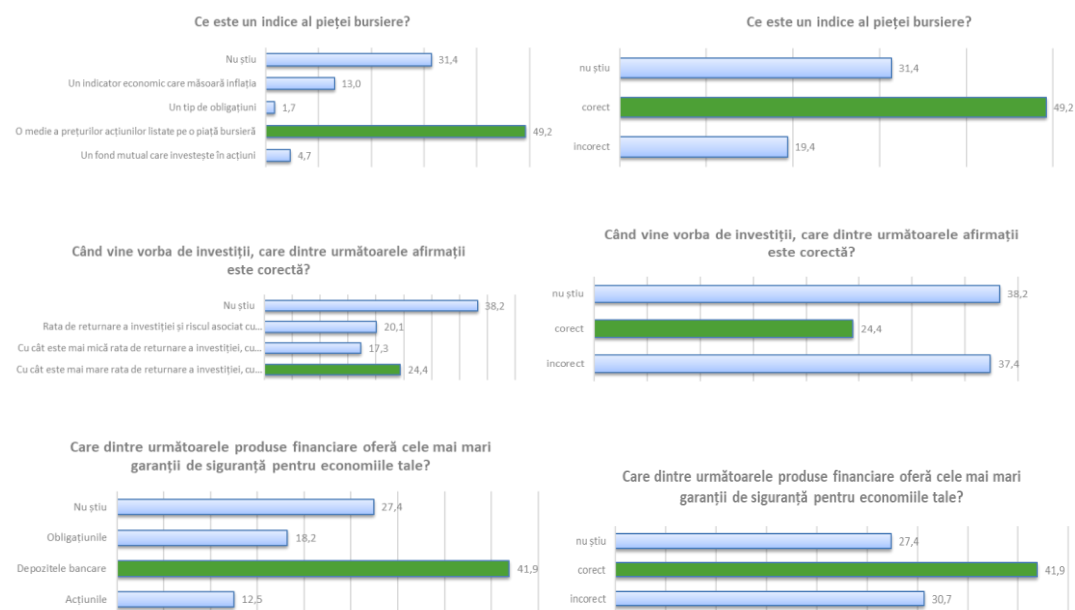 Ce este un indice al pieței bursiere?
Nu știu 31,4
Un indicator economic care măsoară inflația 13,0
Un tip de obligațiuni 1,7
O medie a prețurilor acțiunilor listate pe o piață bursieră 49,2
Un fond mutual care investește în acțiuni 4,7
Ce este un indice al pieței bursiere?
nu știu 31,4
corect 49,2
incorect 19,4
Când vine vorba de investiții, care dintre următoarele afirmații
este corectă?
Nu știu 38,2
Rata de returnare a investiției și riscul asociat cu... 20,1
Cu cât este mai mică rata de returnare a investiției, cu... 17,3
Cu cât este mai mare rata de returnare a investiției, cu... 24,4
Când vine vorba de investiții, care dintre următoarele afirmații
este corectă?
nu știu 38,2
corect 24,4
incorect 37,4
Care dintre următoarele produse financiare oferă cele mai mari
garanții de siguranță pentru economiile tale?
Nu știu 27,4
Obligațiunile 18,2
Depozitele bancare 41,9
Acțiunile 12,5
Care dintre următoarele produse financiare oferă cele mai mari
garanții de siguranță pentru economiile tale?
nu știu 27,4
corect 41,9
incorect 30,7